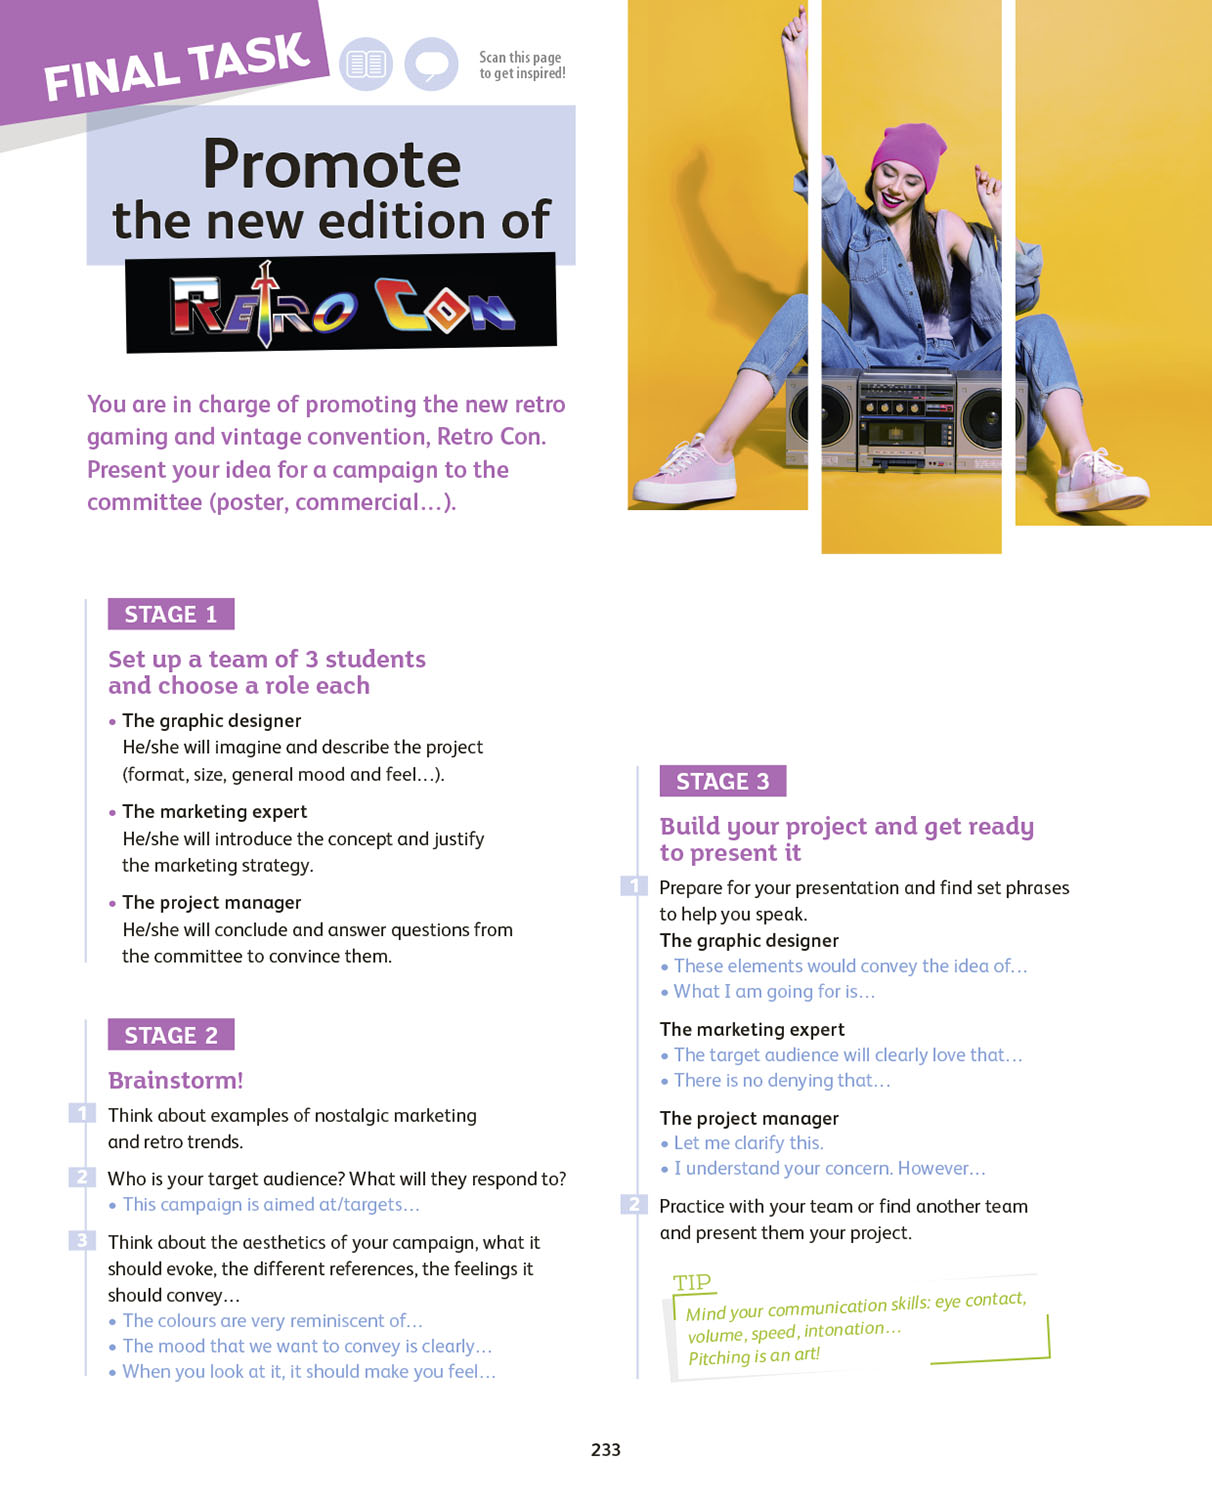 FINAL TASK
Scan this page
to get inspired!
Promote
the new edition of
RETRO CON
You are in charge of promoting the new retro
gaming and vintage convention, Retro Con.
Present your idea for a campaign to the
committee (poster, commercial…).
STAGE 1
Set up a team of 3 students
and choose a role each
• The graphic designer
He/she will imagine and describe the project
(format, size, general mood and feel…).
• The marketing expert
He/she will introduce the concept and justify
the marketing strategy.
• The project manager
He/she will conclude and answer questions from
the committee to convince them.
STAGE 2
Brainstorm!
1 Think about examples of nostalgic marketing
and retro trends.
2 Who is your target audience? What will they respond to?
• This campaign is aimed at/targets…
3 Think about the aesthetics of your campaign, what it
should evoke, the different references, the feelings it
should convey…
• The colours are very reminiscent of…
• The mood that we want to convey is clearly…
• When you look at it, it should make you feel…
STAGE 3
Build your project and get ready
to present it
1 Prepare for your presentation and find set phrases
to help you speak.
The graphic designer
• These elements would convey the idea of…
• What I am going for is…
The marketing expert
• The target audience will clearly love that…
• There is no denying that…
The project manager
• Let me clarify this.
• I understand your concern. However…
2 Practice with your team or find another team
and present them your project.
TIP
Mind your communication skills: eye contact,
volume, speed, intonation…
Pitching is an art!
233